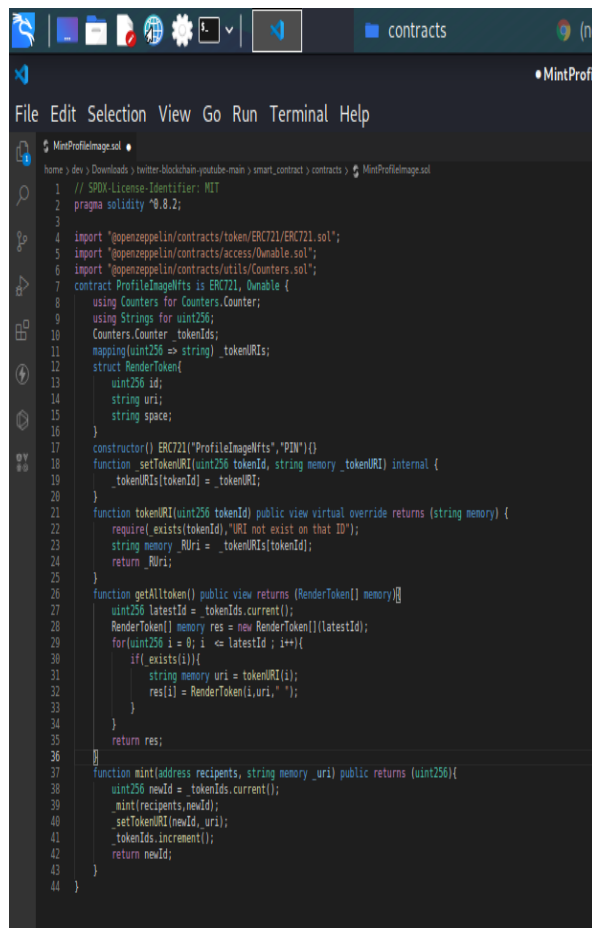 contracts
(n
MintProfi
File Edit Selection View Go Run Terminal Help
MintProfileImage.sol
home > dev > Downloads > twitter-blockchain-youtube-main > smart_contract > contracts > MintProfileImage.sol
1 // SPDX-License-Identifier: MIT
2 pragma solidity ^0.8.2;
3
4 import "@openzeppelin/contracts/token/ERC721/ERC721.sol";
5 import "@openzeppelin/contracts/access/Ownable.sol";
6 import "@openzeppelin/contracts/utils/Counters.sol";
7 contract ProfileImageNfts is ERC721, Ownable {
8 using Counters for Counters.Counter;
9 using Strings for uint256;
10 Counters.Counter _tokenIds;
11 mapping(uint256 => string) _tokenURIs;
12 struct RenderToken{
13 uint256 id;
14 string uri;
15 string space;
16 }
17 constructor() ERC721("ProfileImageNfts","PIN"){}
18 function _setTokenURI(uint256 tokenId, string memory _tokenURI) internal {
19 _tokenURIs[tokenId] = _tokenURI;
20 }
21 function tokenURI(uint256 tokenId) public view virtual override returns (string memory) {
22 require(_exists(tokenId),"URI not exist on that ID");
23 string memory _RUri = _tokenURIs[tokenId];
24 return _RUri;
25 }
26 function getAlltoken() public view returns (RenderToken[] memory){
27 uint256 latestId = _tokenIds.current();
28 RenderToken[] memory res = new RenderToken[](latestId);
29 for(uint256 i = 0; i <= latestId ; i++){
30 if(_exists(i)){
31 string memory uri = tokenURI(i);
32 res[i] = RenderToken(i,uri," ");
33 }
34 }
35 return res;
36 }
37 function mint(address recipents, string memory _uri) public returns (uint256){
38 uint256 newId = _tokenIds.current();
39 _mint(recipents,newId);
40 _setTokenURI(newId,_uri);
41 _tokenIds.increment();
42 return newId;
43 }
44 }